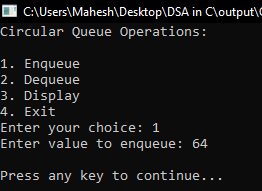 C:\Users\Mahesh\Desktop\DSA in C\output\
Circular Queue Operations:
1. Enqueue
2. Dequeue
3. Display
4. Exit
Enter your choice: 1
Enter value to enqueue: 64
Press any key to continue...